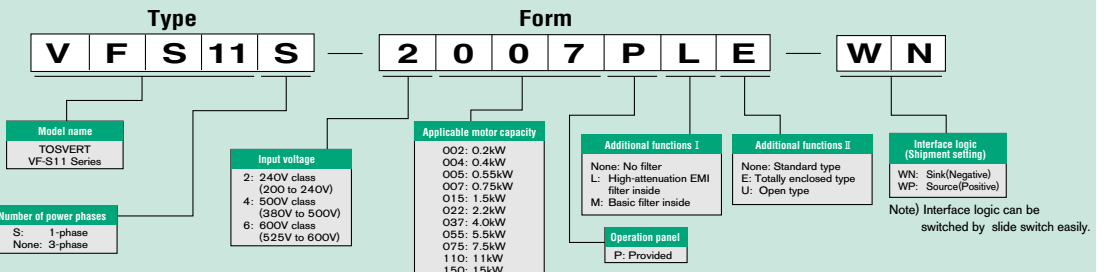 Type
Form
V F S 11 S — 2 0 0 7 P L E — W N
Model name
TOSVERT
VF-S11 Series
Number of power phases
S: 1-phase
None: 3-phase
Input voltage
2: 240V class
(200 to 240V)
4: 500V class
(380V to 500V)
6: 600V class
(525V to 600V)
Applicable motor capacity
002: 0.2kW
004: 0.4kW
005: 0.55kW
007: 0.75kW
015: 1.5kW
022: 2.2kW
037: 4.0kW
055: 5.5kW
075: 7.5kW
110: 11kW
150: 15kW
Operation panel
P: Provided
Additional functions I
None: No filter
L: High-attenuation EMI
filter inside
M: Basic filter inside
Additional functions II
None: Standard type
E: Totally enclosed type
U: Open type
Interface logic
(Shipment setting)
WN: Sink(Negative)
WP: Source(Positive)
Note) Interface logic can be
switched by slide switch easily.